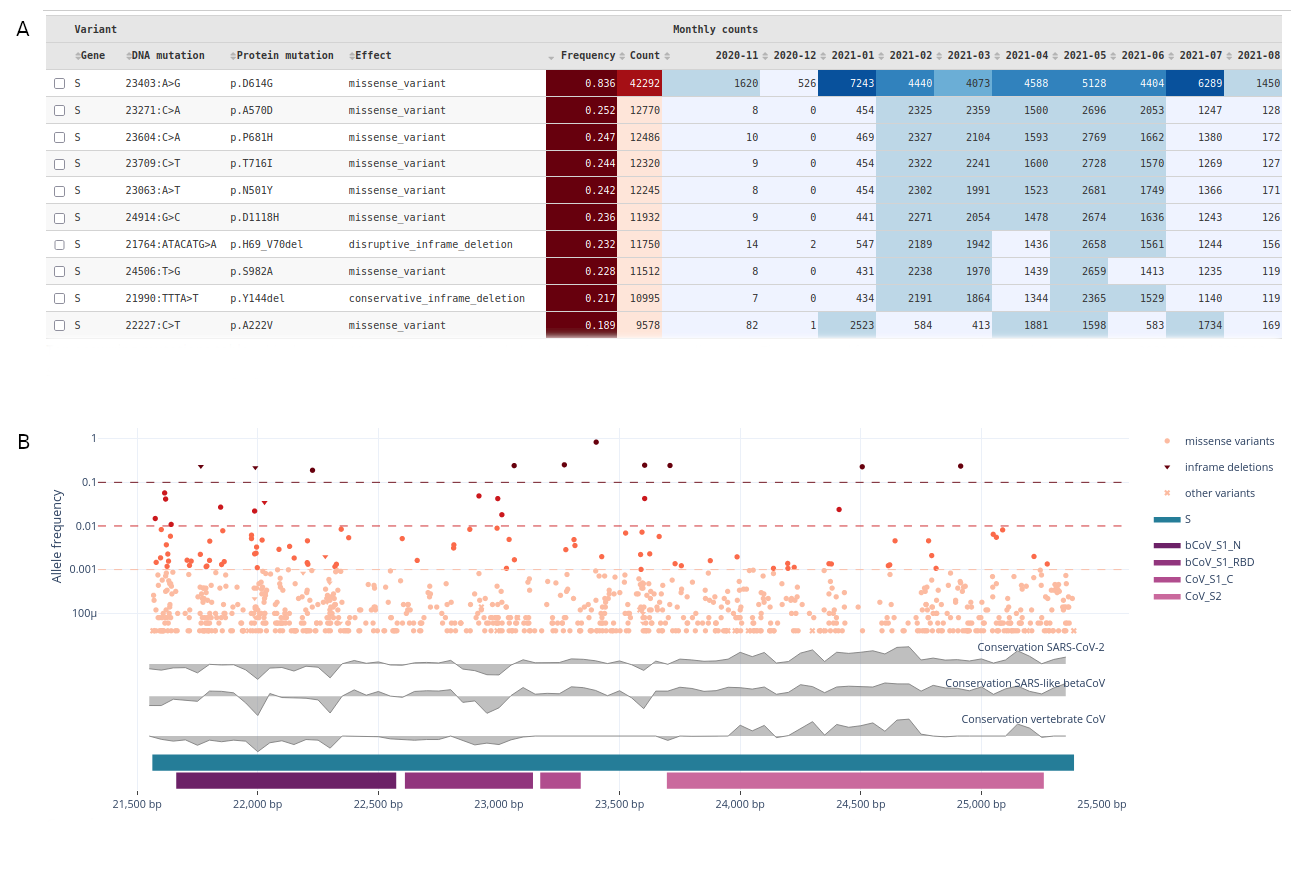 A
Variant Monthly counts
Gene DNA mutation Protein mutation Effect Frequency Count 2020-11 2020-12 2021-01 2021-02 2021-03 2021-04 2021-05 2021-06 2021-07 2021-08
S 23403:A>G p.D614G missense_variant 0.836 42292 1620 526 7243 4440 4073 4588 5128 4404 6289 1450
S 23271:C>A p.A570D missense_variant 0.252 12770 8 0 454 2325 2359 1500 2696 2053 1247 128
S 23604:C>A p.P681H missense_variant 0.247 12486 10 0 469 2327 2104 1593 2769 1662 1380 172
S 23709:C>T p.T716I missense_variant 0.244 12320 9 0 454 2322 2241 1600 2728 1570 1269 127
S 23063:A>T p.N501Y missense_variant 0.242 12245 8 0 454 2302 1991 1523 2681 1749 1366 171
S 24914:G>C p.D1118H missense_variant 0.236 11932 9 0 441 2271 2054 1478 2674 1636 1243 126
S 21764:ATACATG>A p.H69_V70del disruptive_inframe_deletion 0.232 11750 14 2 547 2189 1942 1436 2658 1561 1244 156
S 24506:T>G p.S982A missense_variant 0.228 11512 8 0 431 2238 1970 1439 2659 1413 1235 119
S 21990:TTTA>T p.Y144del conservative_inframe_deletion 0.217 10995 7 0 434 2191 1864 1344 2365 1529 1140 119
S 22227:C>T p.A222V missense_variant 0.189 9578 82 1 2523 584 413 1881 1598 583 1734 169
B
Allele frequency
1
0.1
0.01
0.001
100μ
missense variants
inframe deletions
other variants
S
bCoV_S1_N
bCoV_S1_RBD
CoV_S1_C
CoV_S2
Conservation SARS-CoV-2
Conservation SARS-like betaCoV
Conservation vertebrate CoV
21,500 bp 22,000 bp 22,500 bp 23,000 bp 23,500 bp 24,000 bp 24,500 bp 25,000 bp 25,500 bp